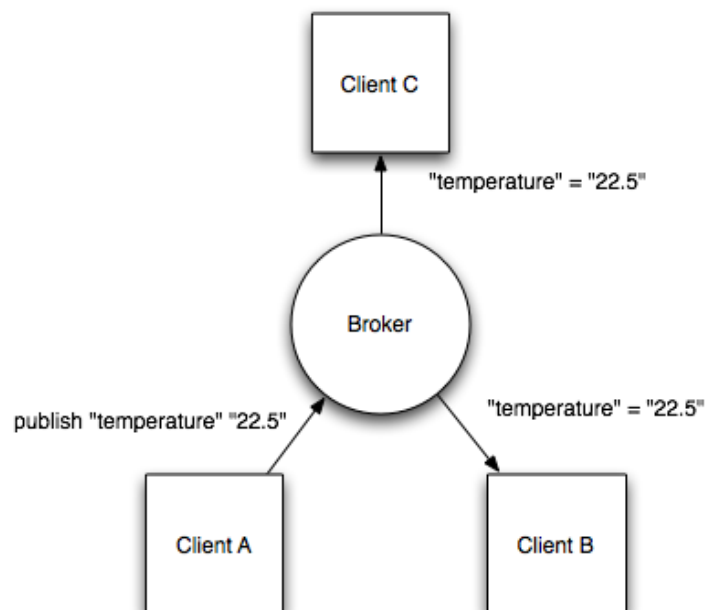 Client C
"temperature" = "22.5"
Broker
publish "temperature" "22.5"
"temperature" = "22.5"
Client A
Client B